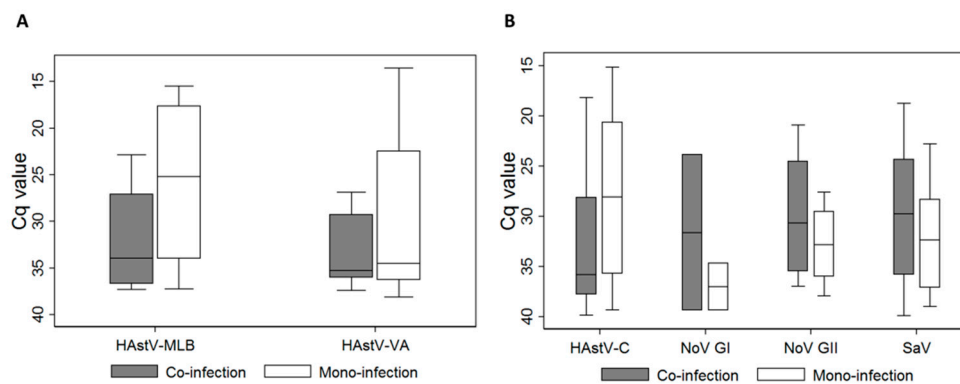 A
Cq value
15
20
25
30
35
40
HAstV-MLB HAstV-VA
Co-infection Mono-infection
B
Cq value
15
20
25
30
35
40
HAstV-C NoV GI NoV GII SaV
Co-infection Mono-infection